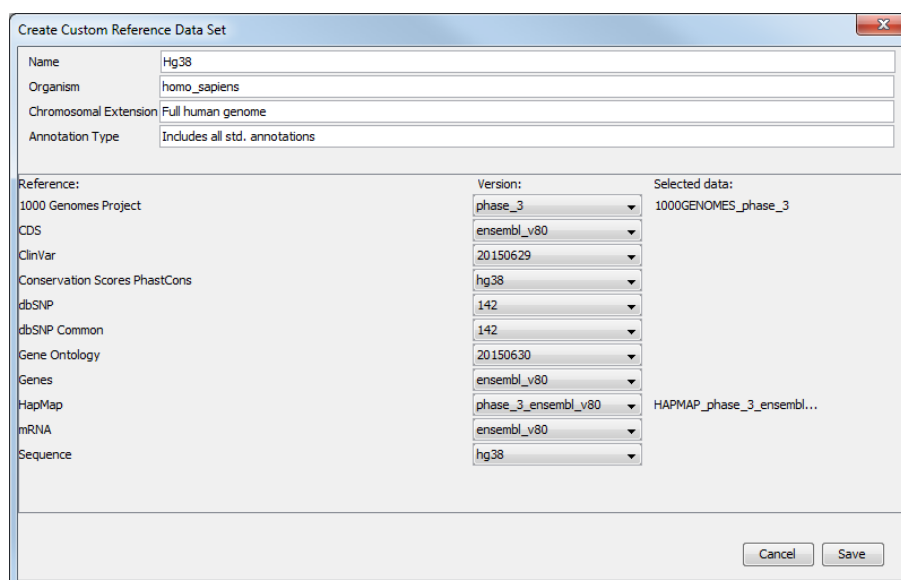 Create Custom Reference Data Set
Name Hg38
Organism homo_sapiens
Chromosomal Extension Full human genome
Annotation Type Includes all std. annotations
Reference: Version: Selected data:
1000 Genomes Project phase_3 1000GENOMES_phase_3
CDS ensembl_v80
ClinVar 20150629
Conservation Scores PhastCons hg38
dbSNP 142
dbSNP Common 142
Gene Ontology 20150630
Genes ensembl_v80
HapMap phase_3_ensembl_v80 HAPMAP_phase_3_ensembl...
mRNA ensembl_v80
Sequence hg38
Cancel Save